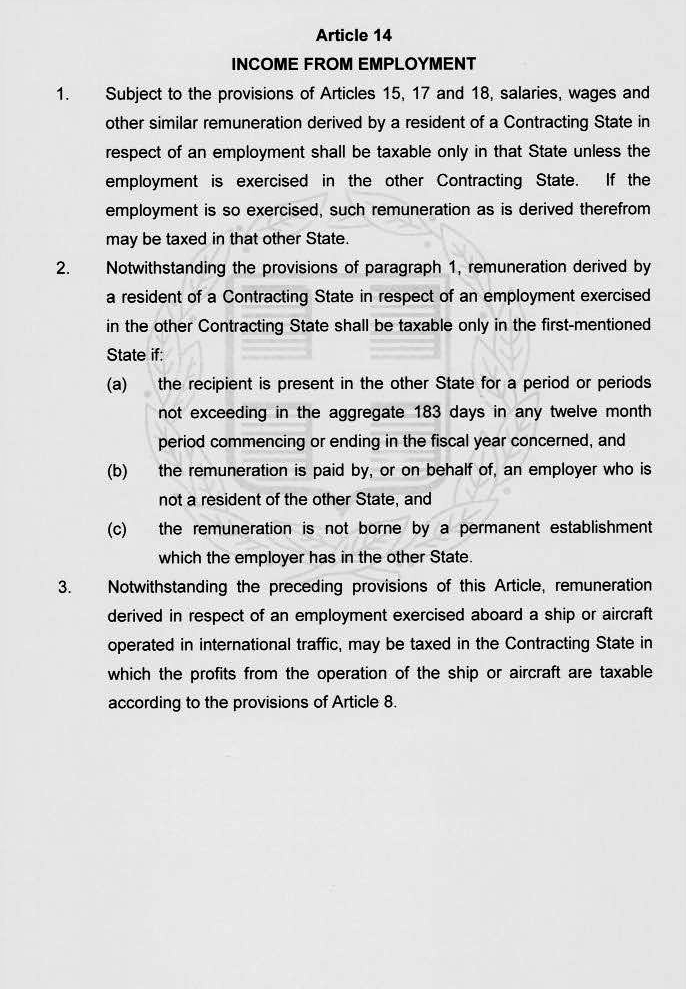 Article 14
INCOME FROM EMPLOYMENT
1. Subject to the provisions of Articles 15, 17 and 18, salaries, wages and
other similar remuneration derived by a resident of a Contracting State in
respect of an employment shall be taxable only in that State unless the
employment is exercised in the other Contracting State. If the
employment is so exercised, such remuneration as is derived therefrom
may be taxed in that other State.
2. Notwithstanding the provisions of paragraph 1, remuneration derived by
a resident of a Contracting State in respect of an employment exercised
in the other Contracting State shall be taxable only in the first-mentioned
State if:
(a) the recipient is present in the other State for a period or periods
not exceeding in the aggregate 183 days in any twelve month
period commencing or ending in the fiscal year concerned, and
(b) the remuneration is paid by, or on behalf of, an employer who is
not a resident of the other State, and
(c) the remuneration is not borne by a permanent establishment
which the employer has in the other State.
3. Notwithstanding the preceding provisions of this Article, remuneration
derived in respect of an employment exercised aboard a ship or aircraft
operated in international traffic, may be taxed in the Contracting State in
which the profits from the operation of the ship or aircraft are taxable
according to the provisions of Article 8.